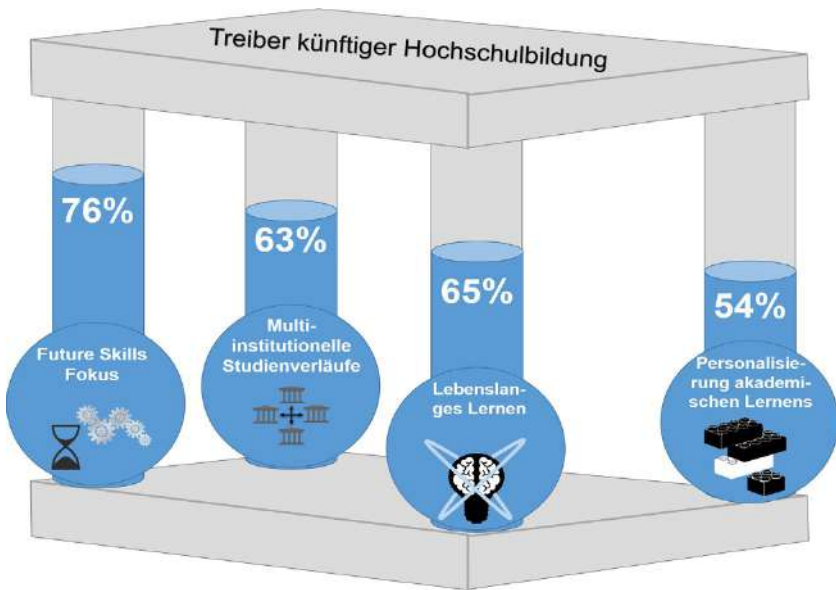 Treiber künftiger Hochschulbildung
76%
Future Skills
Fokus
63%
Multi-
institutionelle
Studienverläufe
65%
Lebenslan-
ges Lernen
54%
Personalisie-
rung akademi-
schen Lernens